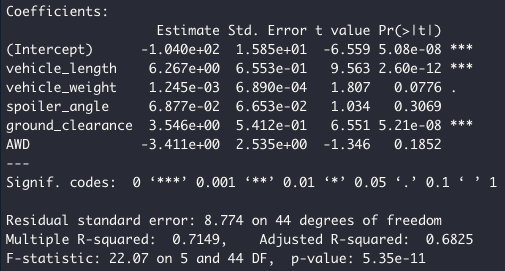 Coefficients:
                   Estimate Std. Error t value Pr(>|t|)
(Intercept)      -1.040e+02  1.585e+01  -6.559 5.08e-08 ***
vehicle_length    6.267e+00  6.553e-01   9.563 2.60e-12 ***
vehicle_weight    1.245e-03  6.890e-04   1.807   0.0776 .
spoiler_angle     6.877e-02  6.653e-02   1.034   0.3069
ground_clearance  3.546e+00  5.412e-01   6.551 5.21e-08 ***
AWD              -3.411e+00  2.535e+00  -1.346   0.1852
---
Signif. codes:  0 ‘***’ 0.001 ‘**’ 0.01 ‘*’ 0.05 ‘.’ 0.1 ‘ ’ 1
Residual standard error: 8.774 on 44 degrees of freedom
Multiple R-squared:  0.7149,    Adjusted R-squared:  0.6825
F-statistic: 22.07 on 5 and 44 DF,  p-value: 5.35e-11